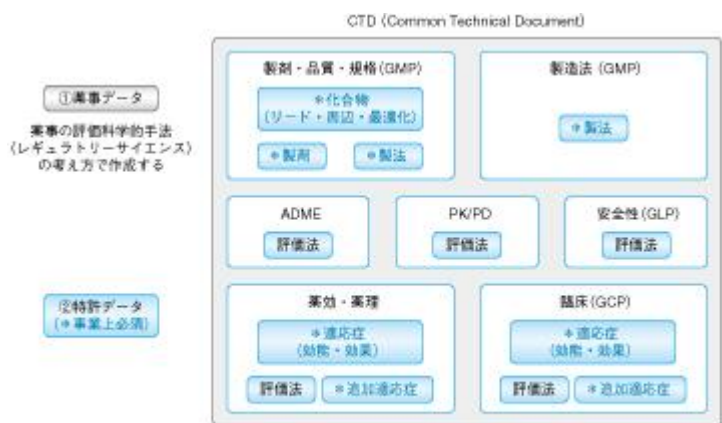 CTD (Common Technical Document)
①薬事データ
薬事の評価科学的手法
(レギュラトリーサイエンス)
の考え方で作成する
②特許データ
(*事業上必須)
製剤・品質・規格(GMP)
*化合物
(リード・周辺・最適化)
*製剤
*製法
製造法 (GMP)
*製法
ADME
評価法
PK/PD
評価法
安全性(GLP)
評価法
薬効・薬理
*適応症
(効能・効果)
評価法
*追加適応症
臨床(GCP)
*適応症
(効能・効果)
評価法
*追加適応症